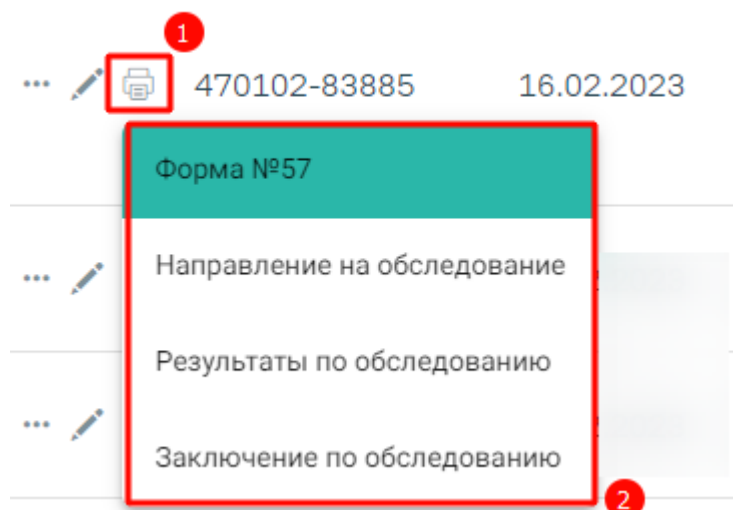 1
470102-83885 16.02.2023
Форма №57
Направление на обследование
Результаты по обследованию
Заключение по обследованию
2